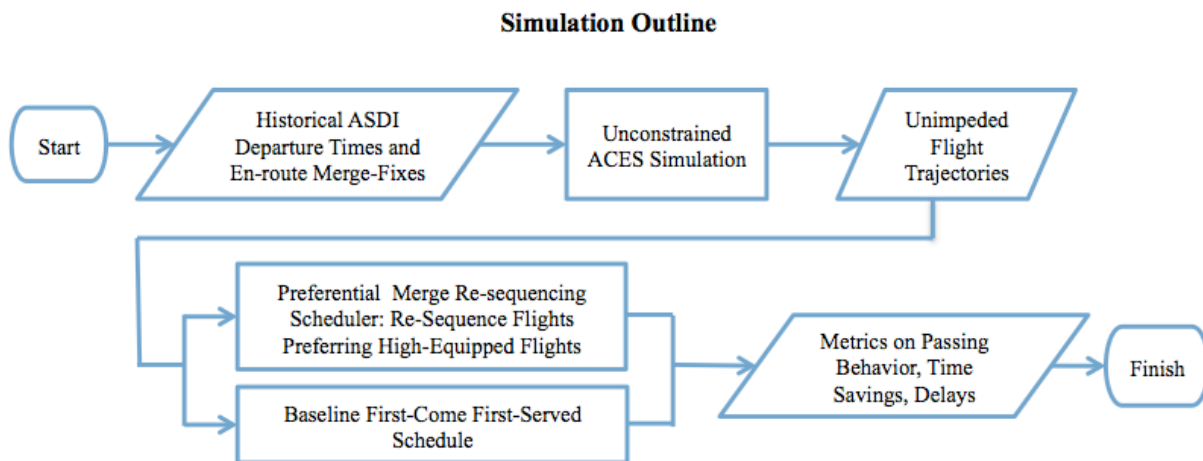 Simulation Outline
Start
Historical ASDI
Departure Times and
En-route Merge-Fixes
Unconstrained
ACES Simulation
Unimpeded
Flight
Trajectories
Preferential Merge Re-sequencing
Scheduler: Re-Sequence Flights
Preferring High-Equipped Flights
Baseline First-Come First-Served
Schedule
Metrics on Passing
Behavior, Time
Savings, Delays
Finish